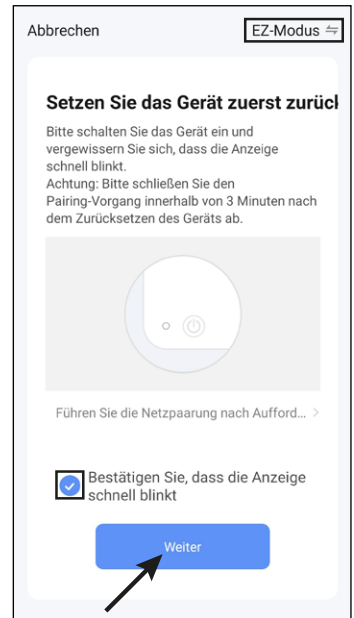 Abbrechen
EZ-Modus ⇋
Setzen Sie das Gerät zuerst zurück
Bitte schalten Sie das Gerät ein und
vergewissern Sie sich, dass die Anzeige
schnell blinkt.
Achtung: Bitte schließen Sie den
Pairing-Vorgang innerhalb von 3 Minuten nach
dem Zurücksetzen des Geräts ab.
Führen Sie die Netzpaarung nach Aufford... >
Bestätigen Sie, dass die Anzeige
schnell blinkt
Weiter